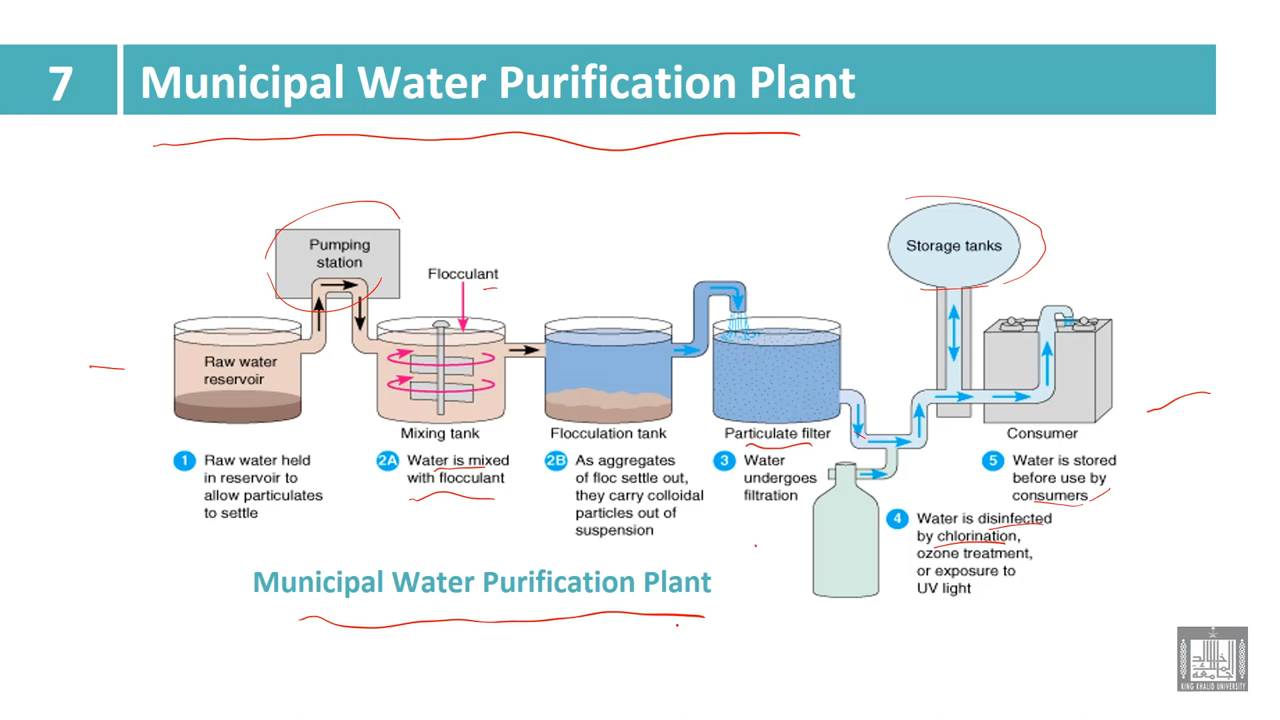 7
Municipal Water Purification Plant
Pumping
station
Flocculant
Storage tanks
Raw water
reservoir
Mixing tank
Flocculation tank
Particulate filter
Consumer
1 Raw water held
in reservoir to
allow particulates
to settle
2A Water is mixed
with flocculant
2B As aggregates
of floc settle out,
they carry colloidal
particles out of
suspension
3 Water
undergoes
filtration
4 Water is disinfected
by chlorination,
ozone treatment,
or exposure to
UV light
5 Water is stored
before use by
consumers
Municipal Water Purification Plant
KING KHALID UNIVERSITY